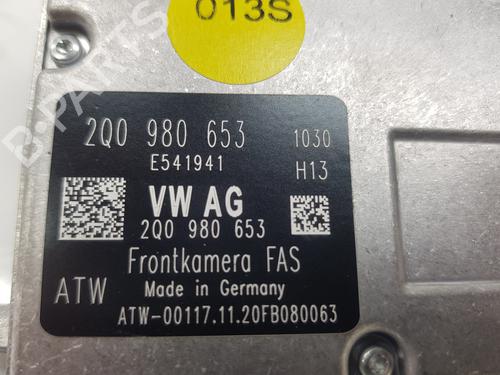 013S
2Q0 980 653 1030
E541941 H13
VW AG
2Q0 980 653
Frontkamera FAS
ATW Made in Germany
ATW-00117.11.20FB080063
B-PARTS